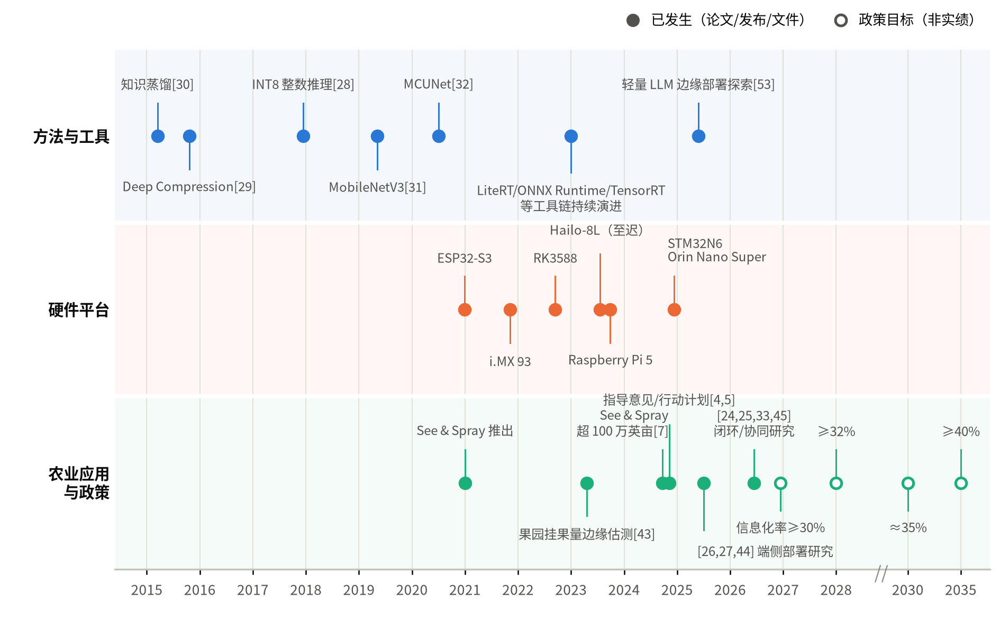 已发生（论文/发布/文件）
政策目标（非实绩）
知识蒸馏[30]
INT8 整数推理[28]
MCUNet[32]
轻量 LLM 边缘部署探索[53]
方法与工具
Deep Compression[29]
MobileNetV3[31]
LiteRT/ONNX Runtime/TensorRT
等工具链持续演进
Hailo-8L（至迟）
STM32N6
Orin Nano Super
ESP32-S3
RK3588
硬件平台
i.MX 93
Raspberry Pi 5
指导意见/行动计划[4,5]
See & Spray
超 100 万英亩[7]
[24,25,33,45]
闭环/协同研究
See & Spray 推出
≥32%
≥40%
农业应用
与政策
果园挂果量边缘估测[43]
信息化率≥30%
≈35%
[26,27,44] 端侧部署研究
2015 2016 2017 2018 2019 2020 2021 2022 2023 2024 2025 2026 2027 2028 2030 2035